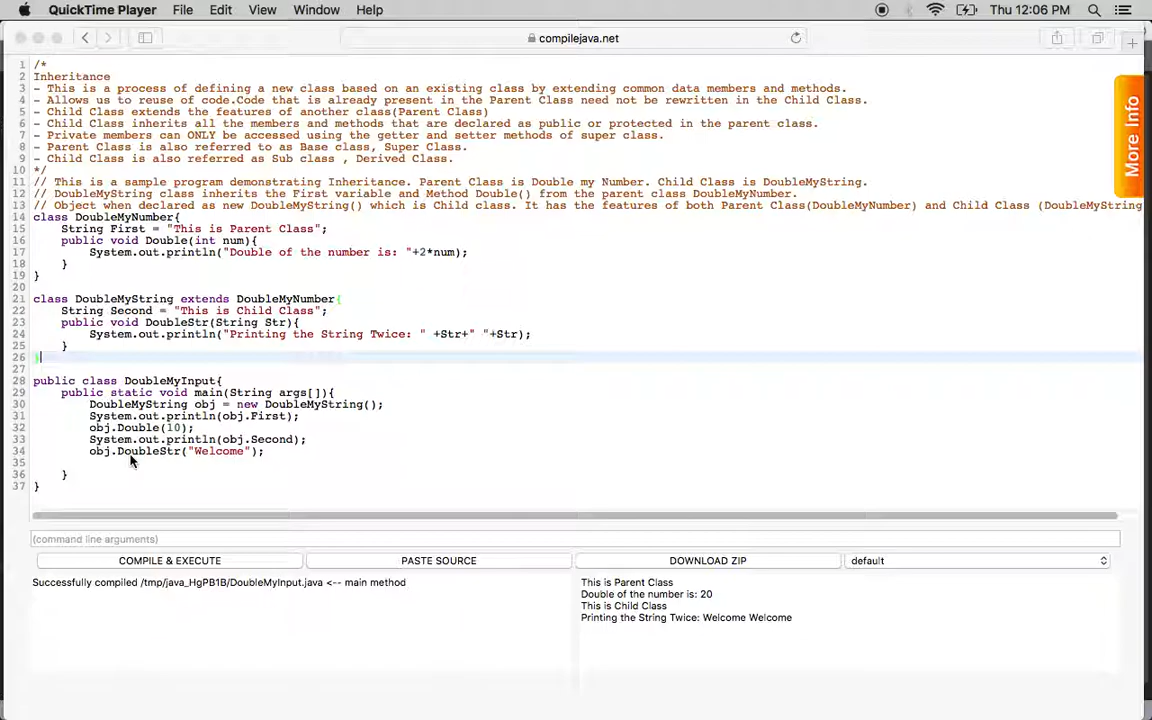 QuickTime Player File Edit View Window Help Thu 12:06 PM
compilejava.net
1 /*
2 Inheritance
3 - This is a process of defining a new class based on an existing class by extending common data members and methods.
4 - Allows us to reuse of code.Code that is already present in the Parent Class need not be rewritten in the Child Class.
5 - Child Class extends the features of another class(Parent Class)
6 - Child Class inherits all the members and methods that are declared as public or protected in the parent class.
7 - Private members can ONLY be accessed using the getter and setter methods of super class.
8 - Parent Class is also referred to as Base class, Super Class.
9 - Child Class is also referred as Sub class , Derived Class.
10 */
11 // This is a sample program demonstrating Inheritance. Parent Class is Double my Number. Child Class is DoubleMyString.
12 // DoubleMyString class inherits the First variable and Method Double() from the parent class DoubleMyNumber.
13 // Object when declared as new DoubleMyString() which is Child class. It has the features of both Parent Class(DoubleMyNumber) and Child Class (DoubleMyString
14 class DoubleMyNumber{
15 String First = "This is Parent Class";
16 public void Double(int num){
17 System.out.println("Double of the number is: "+2*num);
18 }
19 }
20
21 class DoubleMyString extends DoubleMyNumber{
22 String Second = "This is Child Class";
23 public void DoubleStr(String Str){
24 System.out.println("Printing the String Twice: " +Str+" "+Str);
25 }
26 }
27
28 public class DoubleMyInput{
29 public static void main(String args[]){
30 DoubleMyString obj = new DoubleMyString();
31 System.out.println(obj.First);
32 obj.Double(10);
33 System.out.println(obj.Second);
34 obj.DoubleStr("Welcome");
35
36 }
37 }
More Info
(command line arguments)
COMPILE & EXECUTE PASTE SOURCE DOWNLOAD ZIP default
Successfully compiled /tmp/java_HgPB1B/DoubleMyInput.java <-- main method
This is Parent Class
Double of the number is: 20
This is Child Class
Printing the String Twice: Welcome Welcome